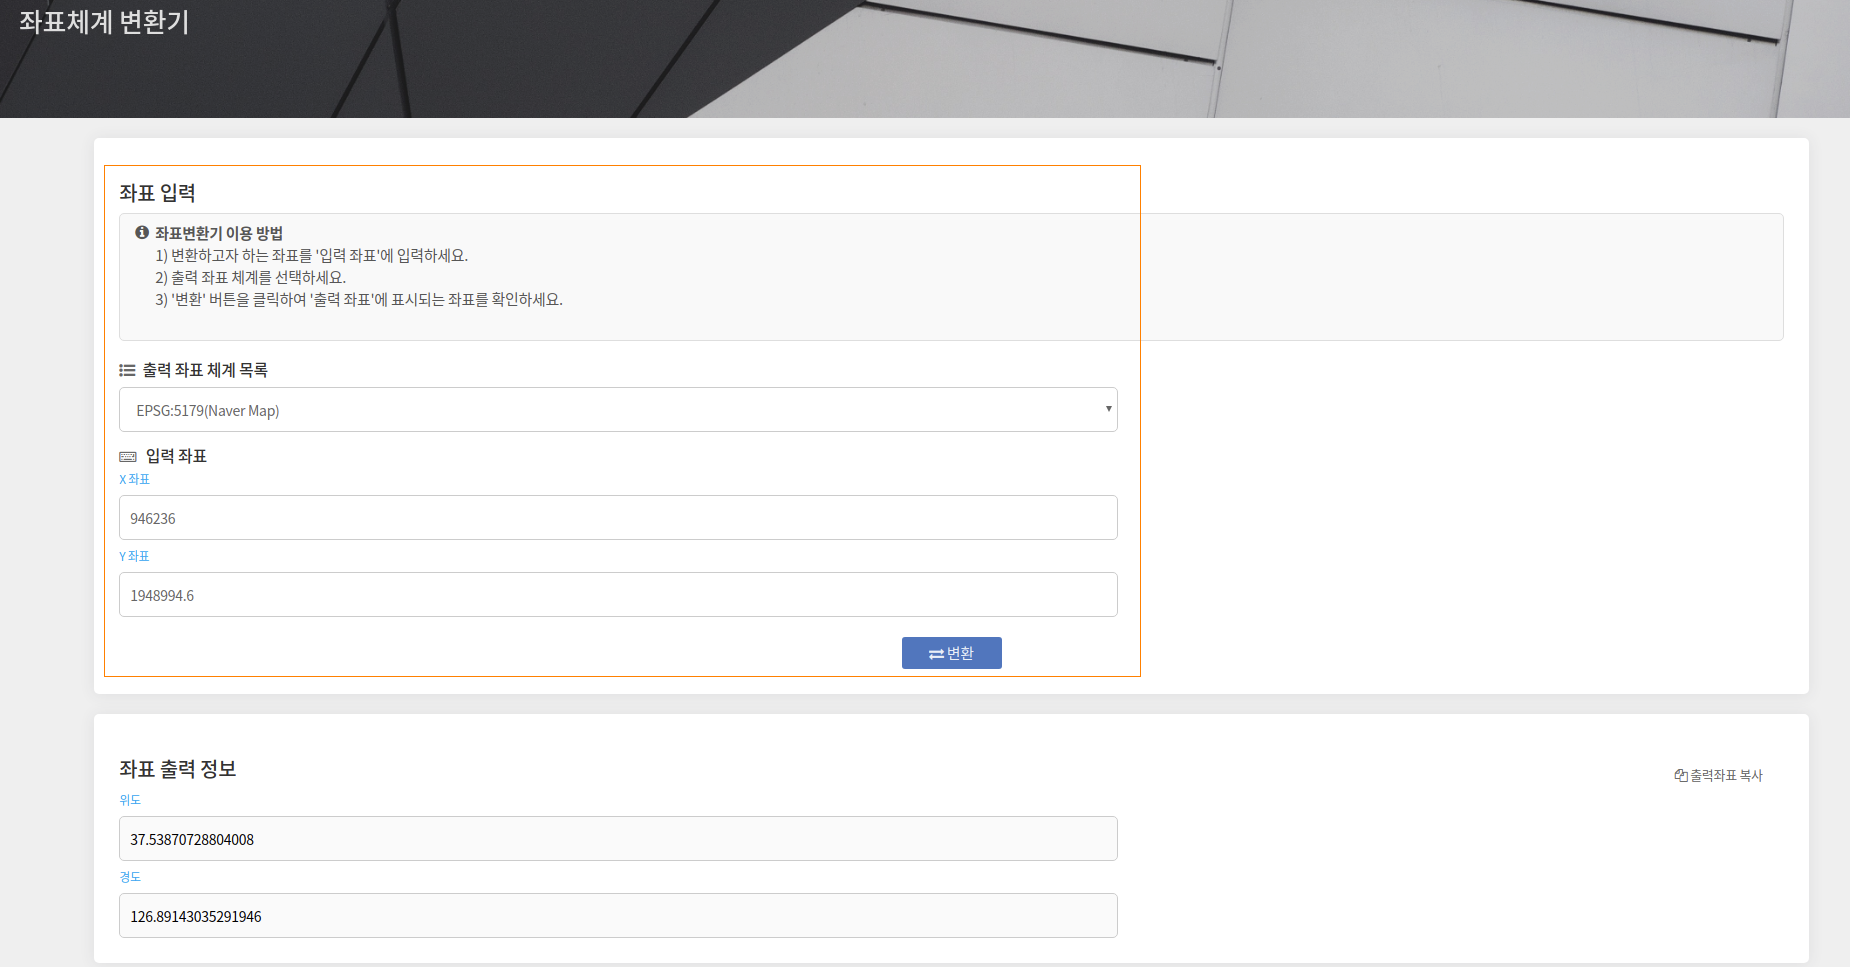 좌표체계 변환기
좌표 입력
좌표변환기 이용 방법
1) 변환하고자 하는 좌표를 '입력 좌표'에 입력하세요.
2) 출력 좌표 체계를 선택하세요.
3) '변환' 버튼을 클릭하여 '출력 좌표'에 표시되는 좌표를 확인하세요.
출력 좌표 체계 목록
EPSG:5179(Naver Map)
입력 좌표
X 좌표
946236
Y 좌표
1948994.6
변환
좌표 출력 정보
출력좌표 복사
위도
37.53870728804008
경도
126.89143035291946